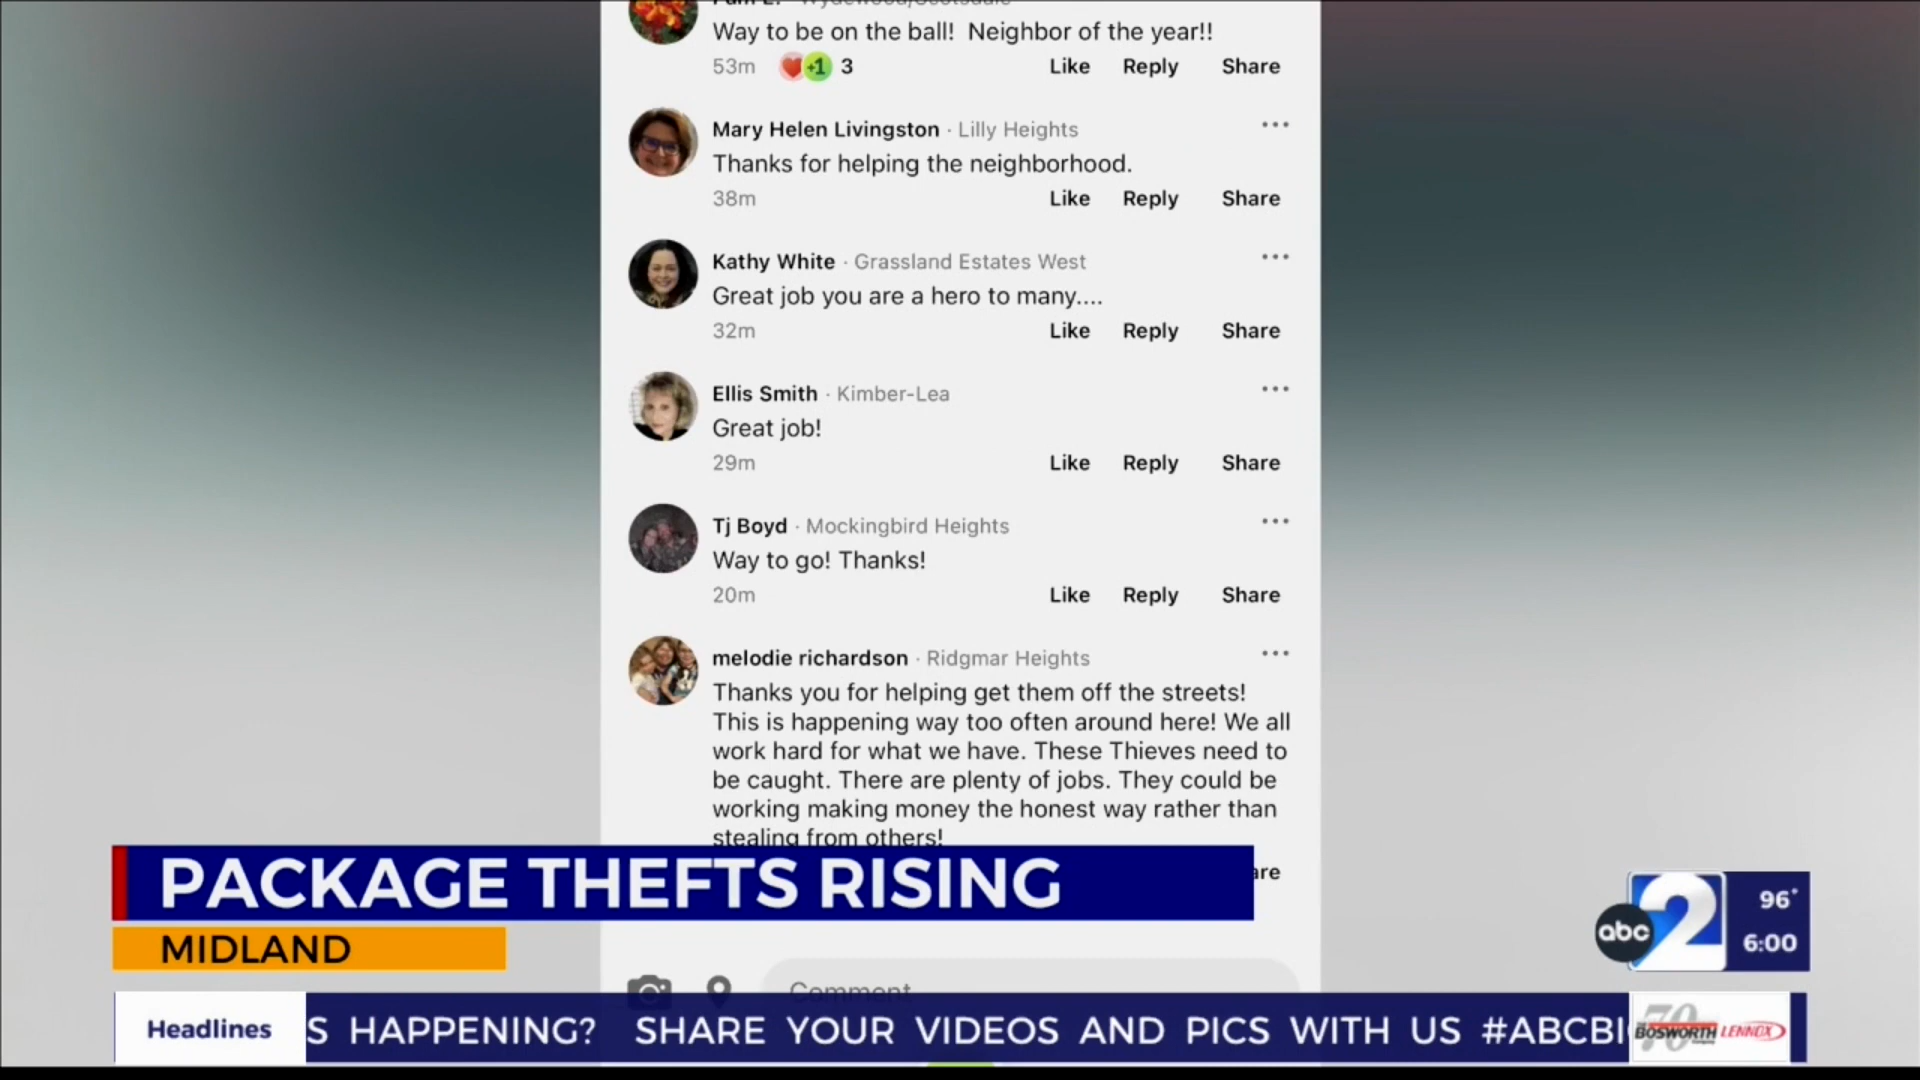 Way to be on the ball!  Neighbor of the year!!
53m +1 3 Like Reply Share
Mary Helen Livingston · Lilly Heights
Thanks for helping the neighborhood.
38m Like Reply Share
Kathy White · Grassland Estates West
Great job you are a hero to many....
32m Like Reply Share
Ellis Smith · Kimber-Lea
Great job!
29m Like Reply Share
Tj Boyd · Mockingbird Heights
Way to go! Thanks!
20m Like Reply Share
melodie richardson · Ridgmar Heights
Thanks you for helping get them off the streets!
This is happening way too often around here! We all
work hard for what we have. These Thieves need to
be caught. There are plenty of jobs. They could be
working making money the honest way rather than
stealing from others!
are
PACKAGE THEFTS RISING
MIDLAND
abc 2
96°
6:00
Comment
Headlines
S HAPPENING? SHARE YOUR VIDEOS AND PICS WITH US #ABCBI
70
BOSWORTH LENNOX